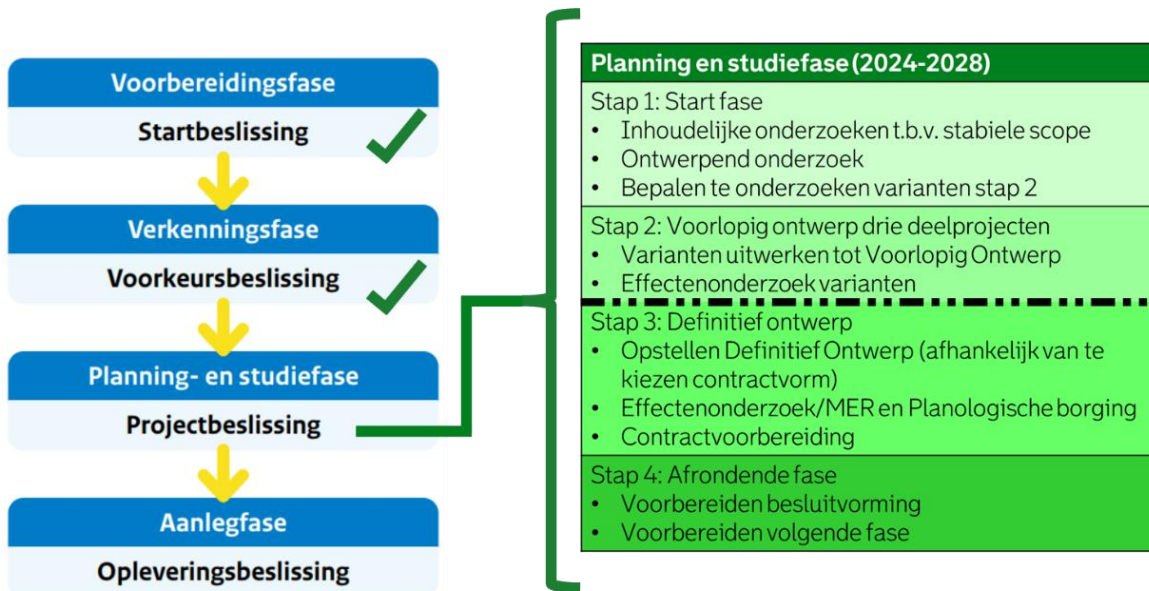 Voorbereidingsfase
Startbeslissing
Verkenningsfase
Voorkeursbeslissing
Planning- en studiefase
Projectbeslissing
Aanlegfase
Opleveringsbeslissing
Planning en studiefase (2024-2028)
Stap 1: Start fase
• Inhoudelijke onderzoeken t.b.v. stabiele scope
• Ontwerpend onderzoek
• Bepalen te onderzoeken varianten stap 2
Stap 2: Voorlopig ontwerp drie deelprojecten
• Varianten uitwerken tot Voorlopig Ontwerp
• Effectenonderzoek varianten
Stap 3: Definitief ontwerp
• Opstellen Definitief Ontwerp (afhankelijk van te
kiezen contractvorm)
• Effectenonderzoek/MER en Planologische borging
• Contractvoorbereiding
Stap 4: Afrondende fase
• Voorbereiden besluitvorming
• Voorbereiden volgende fase